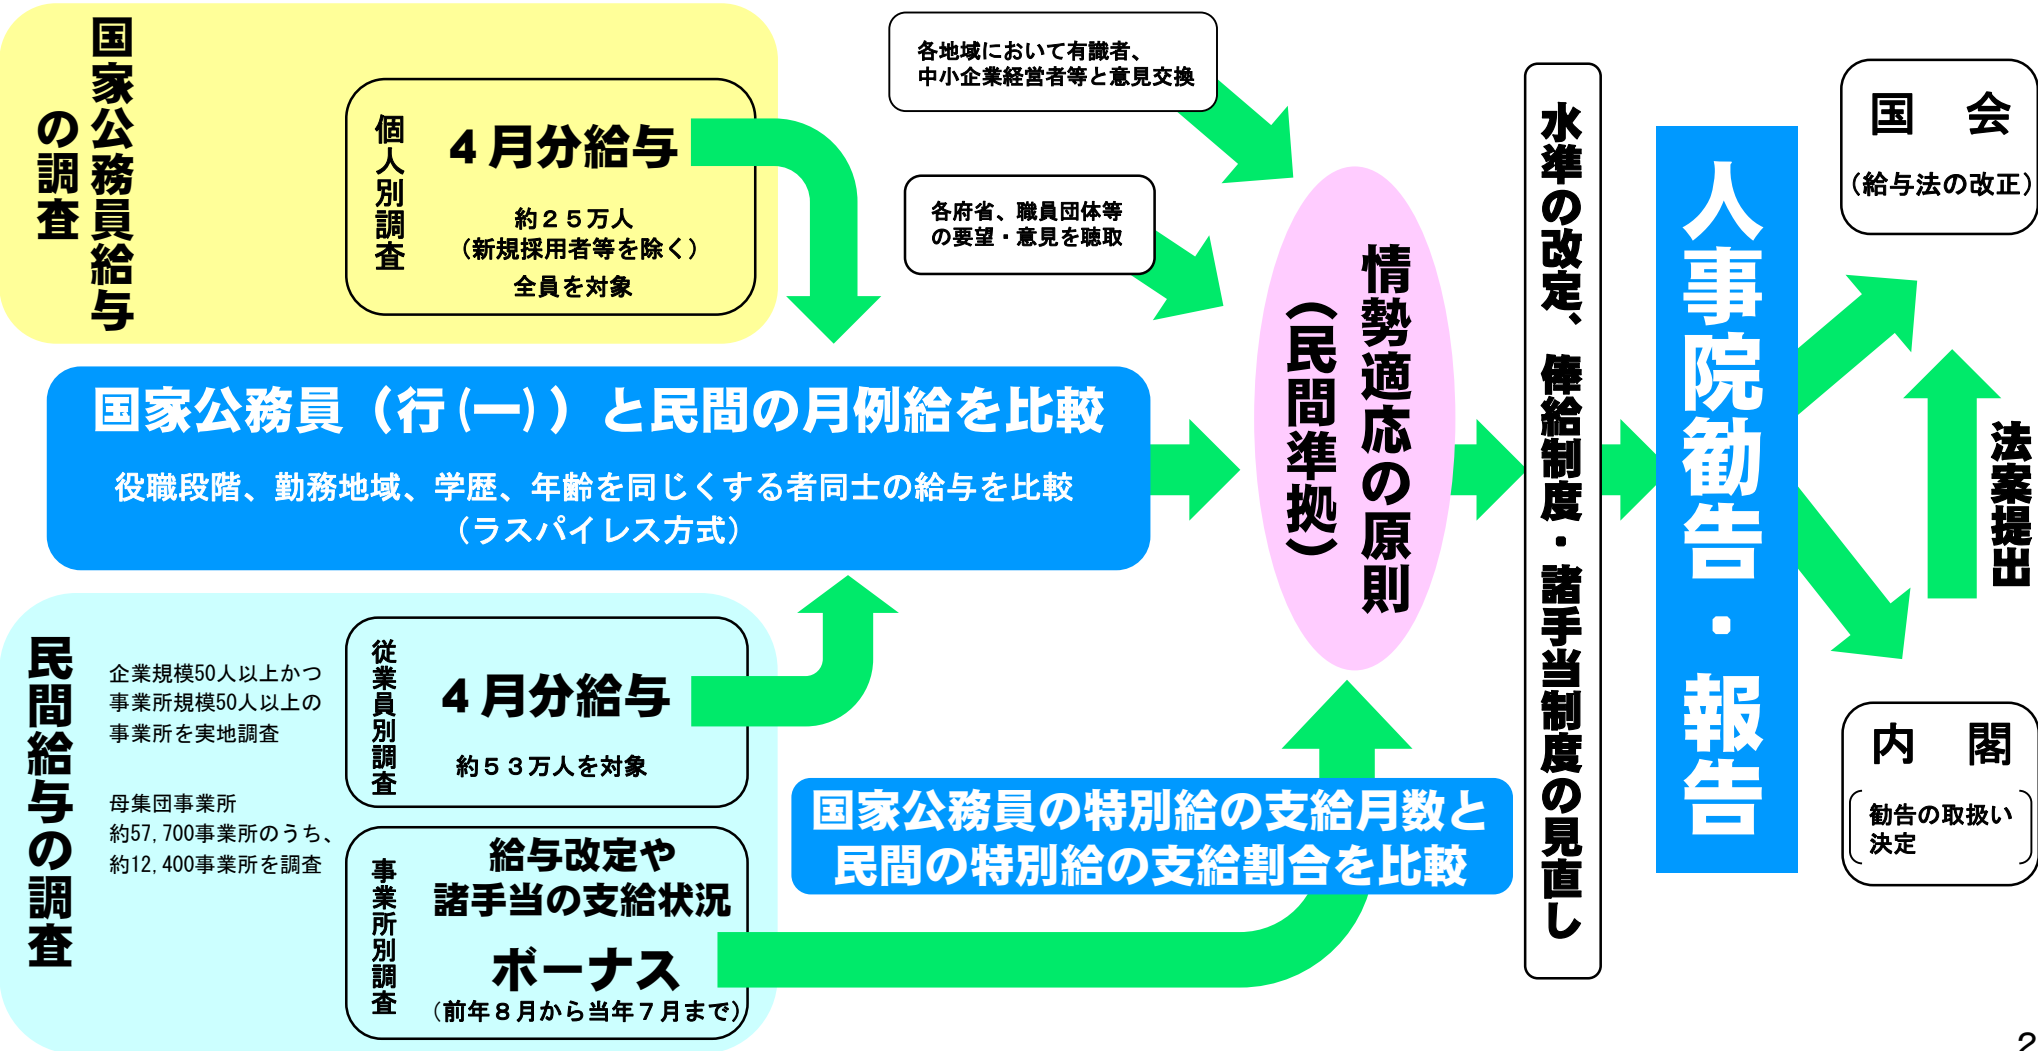 国家公務員給与
の調査
個人別調査
４月分給与
約２５万人
（新規採用者等を除く）
全員を対象
各地域において有識者、
中小企業経営者等と意見交換
各府省、職員団体等
の要望・意見を聴取
国家公務員（行(一)）と民間の月例給を比較
役職段階、勤務地域、学歴、年齢を同じくする者同士の給与を比較
（ラスパイレス方式）
民間給与の調査
企業規模50人以上かつ
事業所規模50人以上の
事業所を実地調査
母集団事業所
約57,700事業所のうち、
約12,400事業所を調査
従業員別調査
４月分給与
約５３万人を対象
事業所別調査
給与改定や
諸手当の支給状況
ボーナス
（前年８月から当年７月まで）
国家公務員の特別給の支給月数と
民間の特別給の支給割合を比較
情勢適応の原則
（民間準拠）
水準の改定、俸給制度・諸手当制度の見直し
人事院勧告・報告
国　会
（給与法の改正）
法案提出
内　閣
勧告の取扱い
決定
2